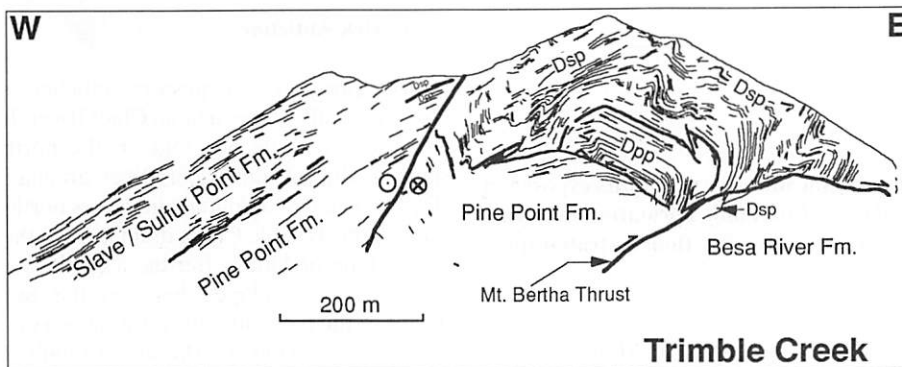 W
E
Dsp
Dsp
Dsp
Dpp
Slave / Sulfur Point Fm.
Pine Point Fm.
Pine Point Fm.
Dsp
Besa River Fm.
Mt. Bertha Thrust
200 m
Trimble Creek